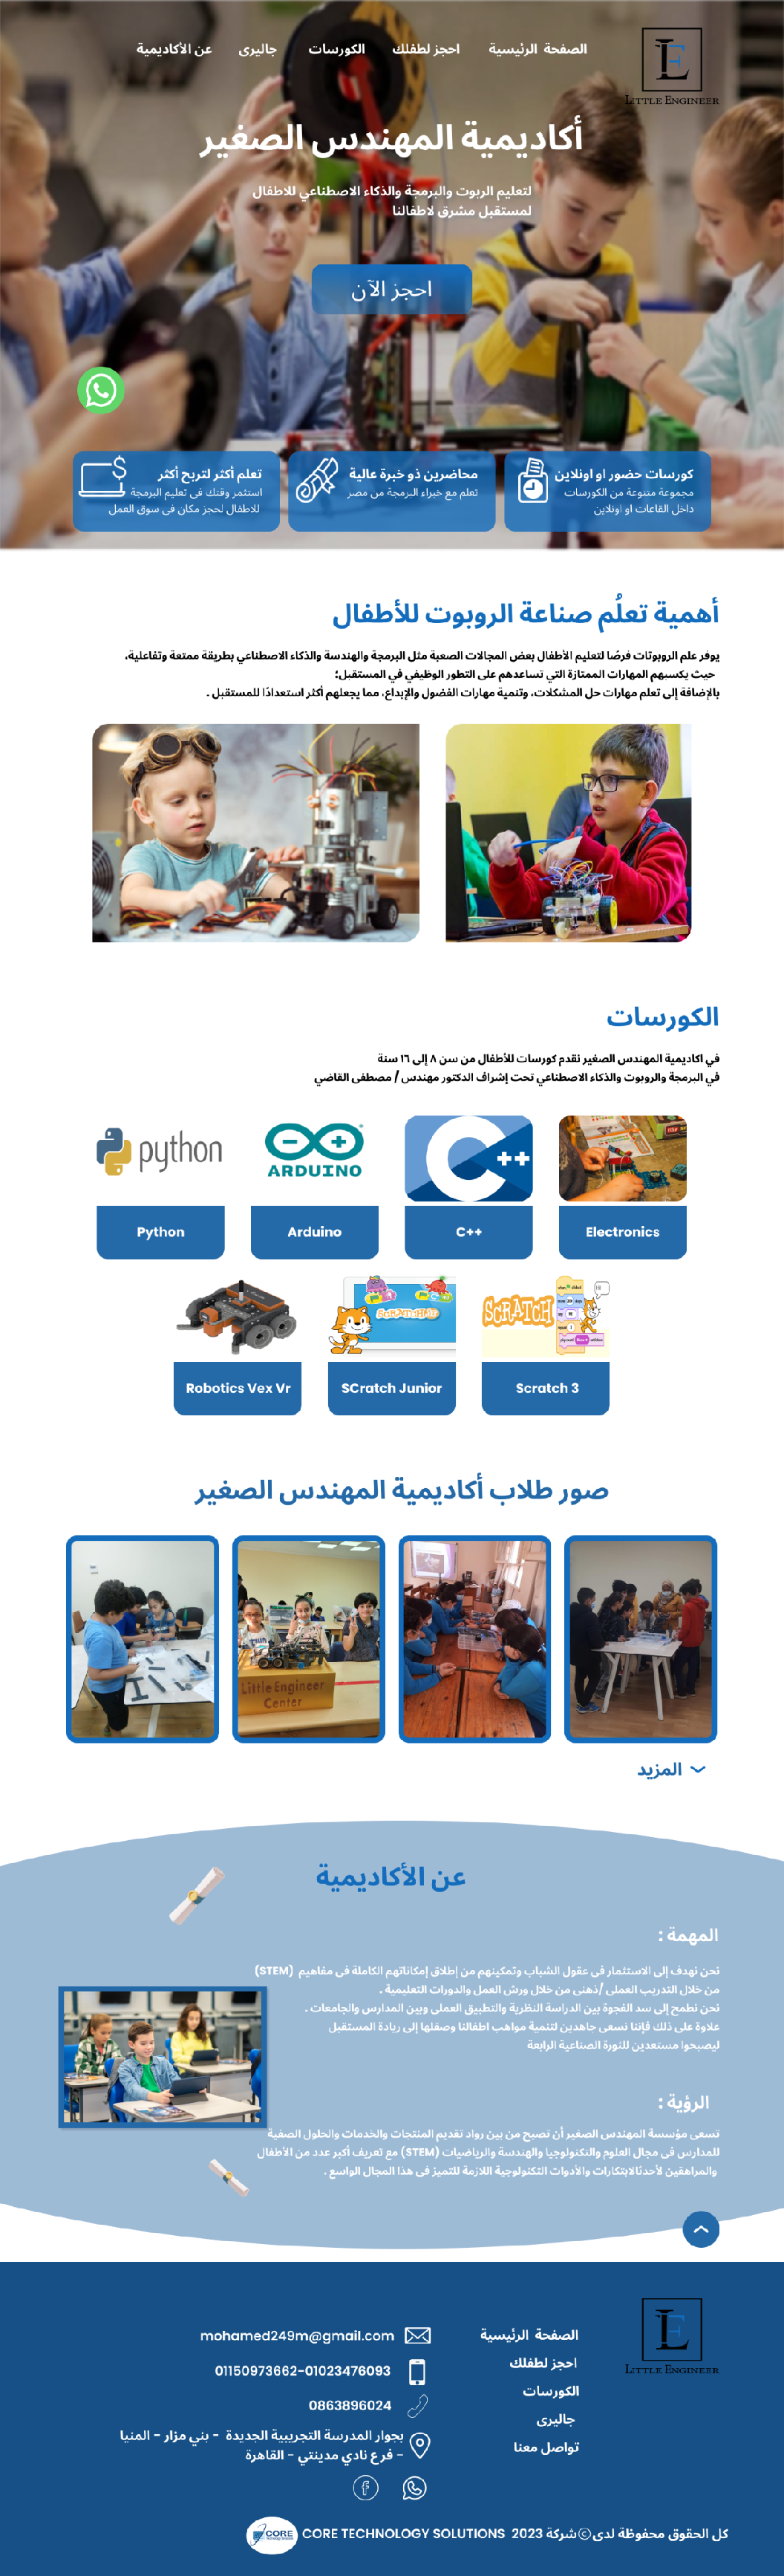 LE
LITTLE ENGINEER
الصفحة الرئيسية
احجز لطفلك
الكورسات
جاليرى
عن الأكاديمية
أكاديمية المهندس الصغير
لتعليم الربوت والبرمجة والذكاء الاصطناعي للاطفال
لمستقبل مشرق لاطفالنا
احجز الآن
كورسات حضور او اونلاين
مجموعة متنوعة من الكورسات
داخل القاعات او اونلاين
محاضرين ذو خبرة عالية
تعلم مع خبراء البرمجة من مصر
تعلم أكثر لتربح أكثر
استثمر وقتك فى تعليم البرمجة
للاطفال لحجز مكان فى سوق العمل
أهمية تعلُم صناعة الروبوت للأطفال
يوفر علم الروبوتات فرصًا لتعليم الأطفال بعض المجالات الصعبة مثل البرمجة والهندسة والذكاء الاصطناعي بطريقة ممتعة وتفاعلية،
حيث يكسبهم المهارات الممتازة التي تساعدهم على التطور الوظيفي في المستقبل؛
بالإضافة إلى تعلم مهارات حل المشكلات، وتنمية مهارات الفضول والإبداع، مما يجعلهم أكثر استعدادًا للمستقبل .
الكورسات
في اكاديمية المهندس الصغير نقدم كورسات للأطفال من سن ٨ إلى ١٦ سنة
في البرمجة والروبوت والذكاء الاصطناعي تحت إشراف الدكتور مهندس / مصطفى القاضي
Electronics
C++
C++
ARDUINO
Arduino
python
Python
SCRATCH
Scratch 3
SCRATCHJR
SCratch Junior
Robotics Vex Vr
صور طلاب أكاديمية المهندس الصغير
Little Engineer
Center
المزيد
عن الأكاديمية
المهمة :
نحن نهدف إلى الاستثمار فى عقول الشباب وتمكينهم من إطلاق إمكاناتهم الكاملة فى مفاهيم (STEM)
من خلال التدريب العملى /ذهنى من خلال ورش العمل والدورات التعليمية .
نحن نطمح إلى سد الفجوة بين الدراسة النظرية والتطبيق العملى وبين المدارس والجامعات .
علاوة على ذلك فإننا نسعى جاهدين لتنمية مواهب اطفالنا وصقلها إلى ريادة المستقبل
ليصبحوا مستعدين للثورة الصناعية الرابعة
الرؤية :
تسعى مؤسسة المهندس الصغير أن تصبح من بين رواد تقديم المنتجات والخدمات والحلول الصفية
للمدارس فى مجال العلوم والتكنولوجيا والهندسة والرياضيات (STEM) مع تعريف أكبر عدد من الأطفال
والمراهقين لأحدثالابتكارات والأدوات التكنولوجية اللازمة للتميز فى هذا المجال الواسع .
LE
LITTLE ENGINEER
الصفحة الرئيسية
احجز لطفلك
الكورسات
جاليرى
تواصل معنا
mohamed249m@gmail.com
01150973662-01023476093
0863896024
بجوار المدرسة التجريبية الجديدة - بني مزار - المنيا
- فرع نادي مدينتي - القاهرة
كل الحقوق محفوظة لدى©شركة CORE TECHNOLOGY SOLUTIONS 2023
CORE